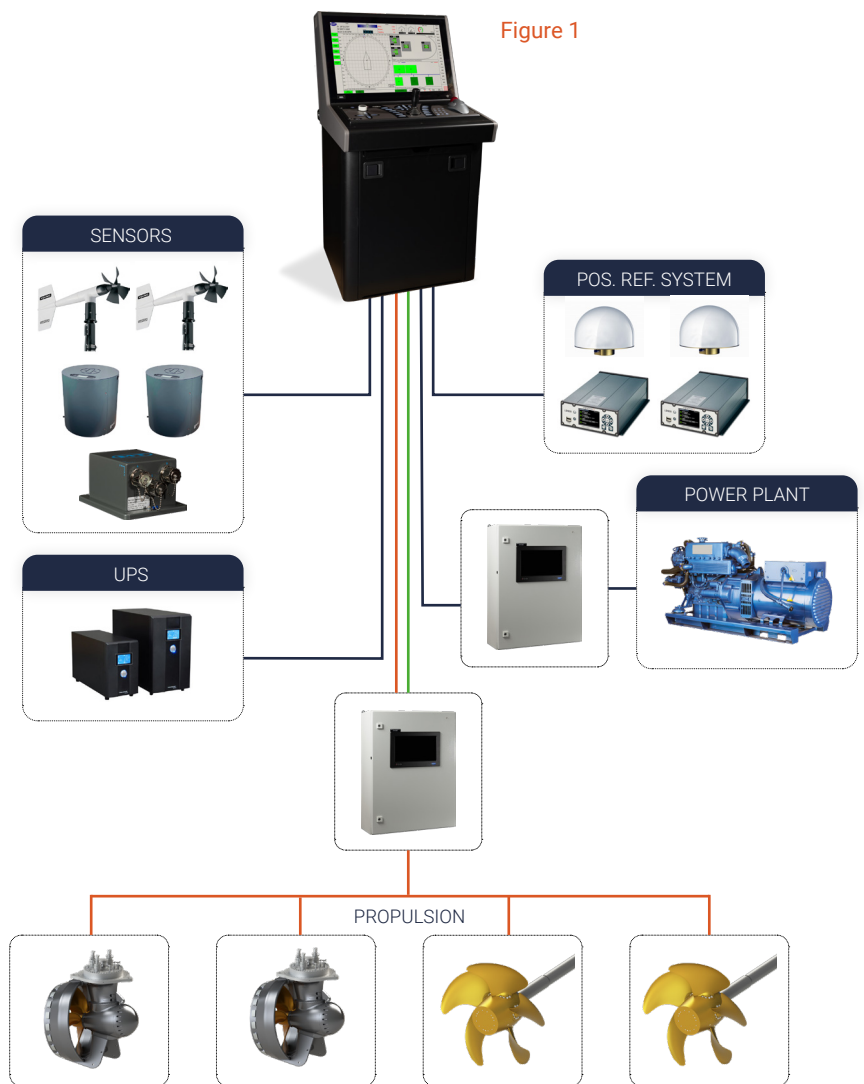 Figure 1
SENSORS
POS. REF. SYSTEM
POWER PLANT
UPS
PROPULSION